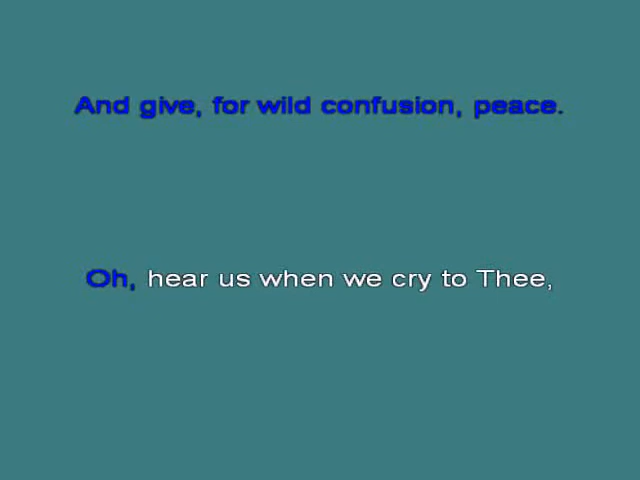 And give, for wild confusion, peace.
Oh, hear us when we cry to Thee,